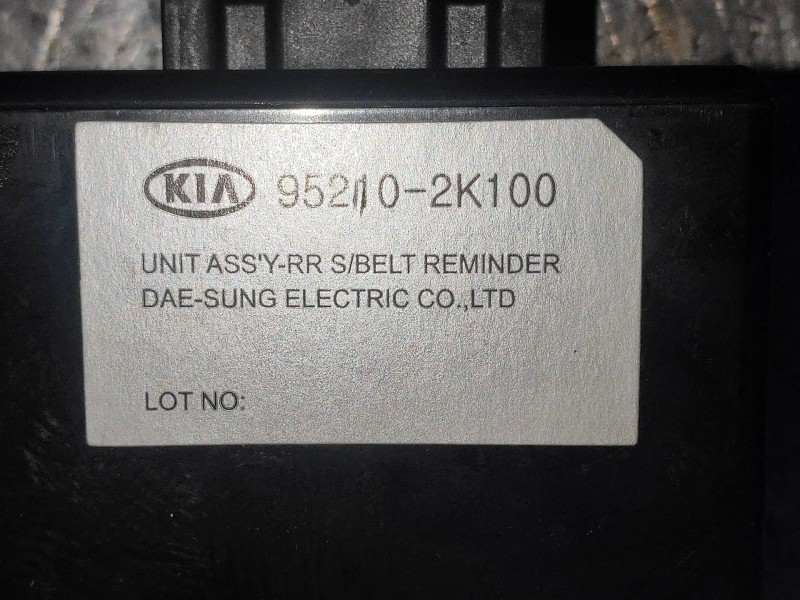 KIA 95210-2K100
UNIT ASS'Y-RR S/BELT REMINDER
DAE-SUNG ELECTRIC CO.,LTD
LOT NO: